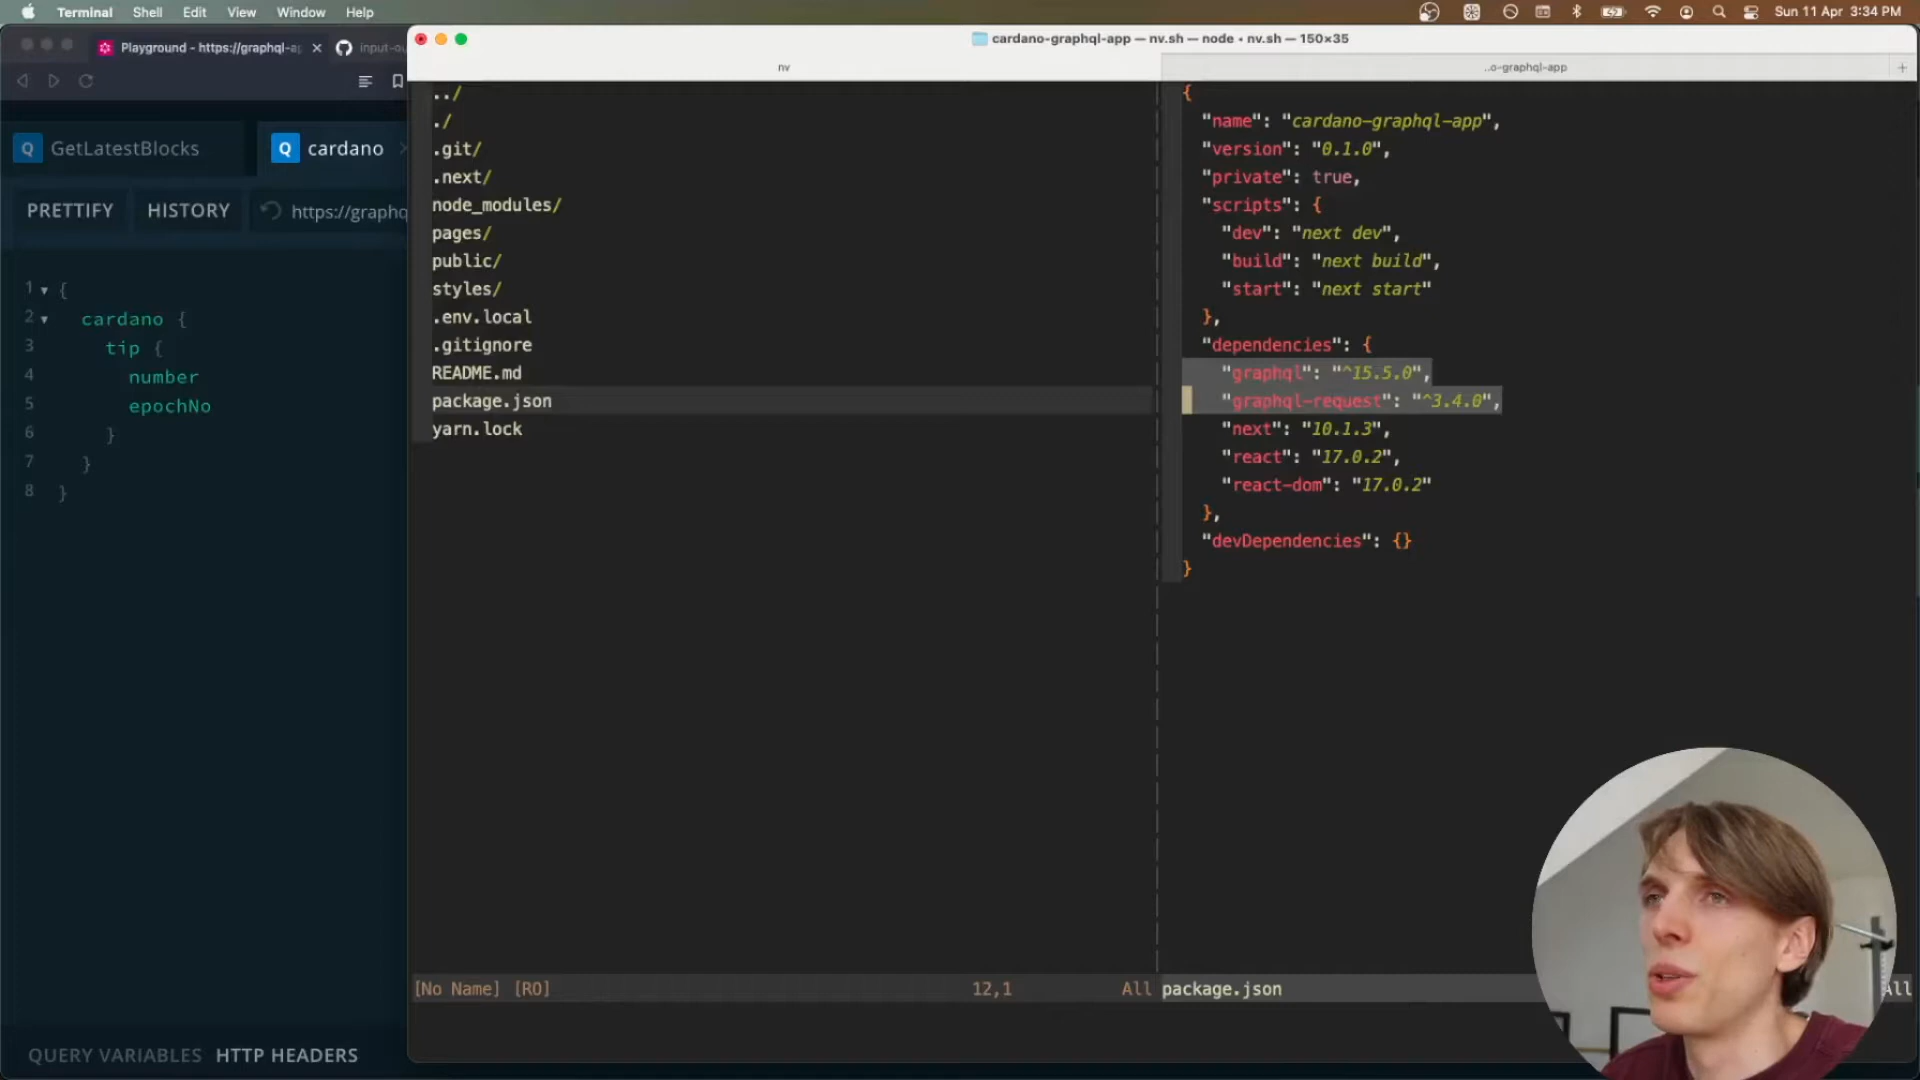 Terminal Shell Edit View Window Help
Sun 11 Apr 3:34 PM
Playground - https://graphql-a
input-ou
cardano-graphql-app — nv.sh — node • nv.sh — 150×35
nv
..o-graphql-app
GetLatestBlocks
cardano
PRETTIFY
HISTORY
https://graphq
1 {
2 cardano {
3 tip {
4 number
5 epochNo
6 }
7 }
8 }
QUERY VARIABLES HTTP HEADERS
../
./
.git/
.next/
node_modules/
pages/
public/
styles/
.env.local
.gitignore
README.md
package.json
yarn.lock
[No Name] [RO] 12,1 All
{
"name": "cardano-graphql-app",
"version": "0.1.0",
"private": true,
"scripts": {
"dev": "next dev",
"build": "next build",
"start": "next start"
},
"dependencies": {
"graphql": "^15.5.0",
"graphql-request": "^3.4.0",
"next": "10.1.3",
"react": "17.0.2",
"react-dom": "17.0.2"
},
"devDependencies": {}
}
package.json
All